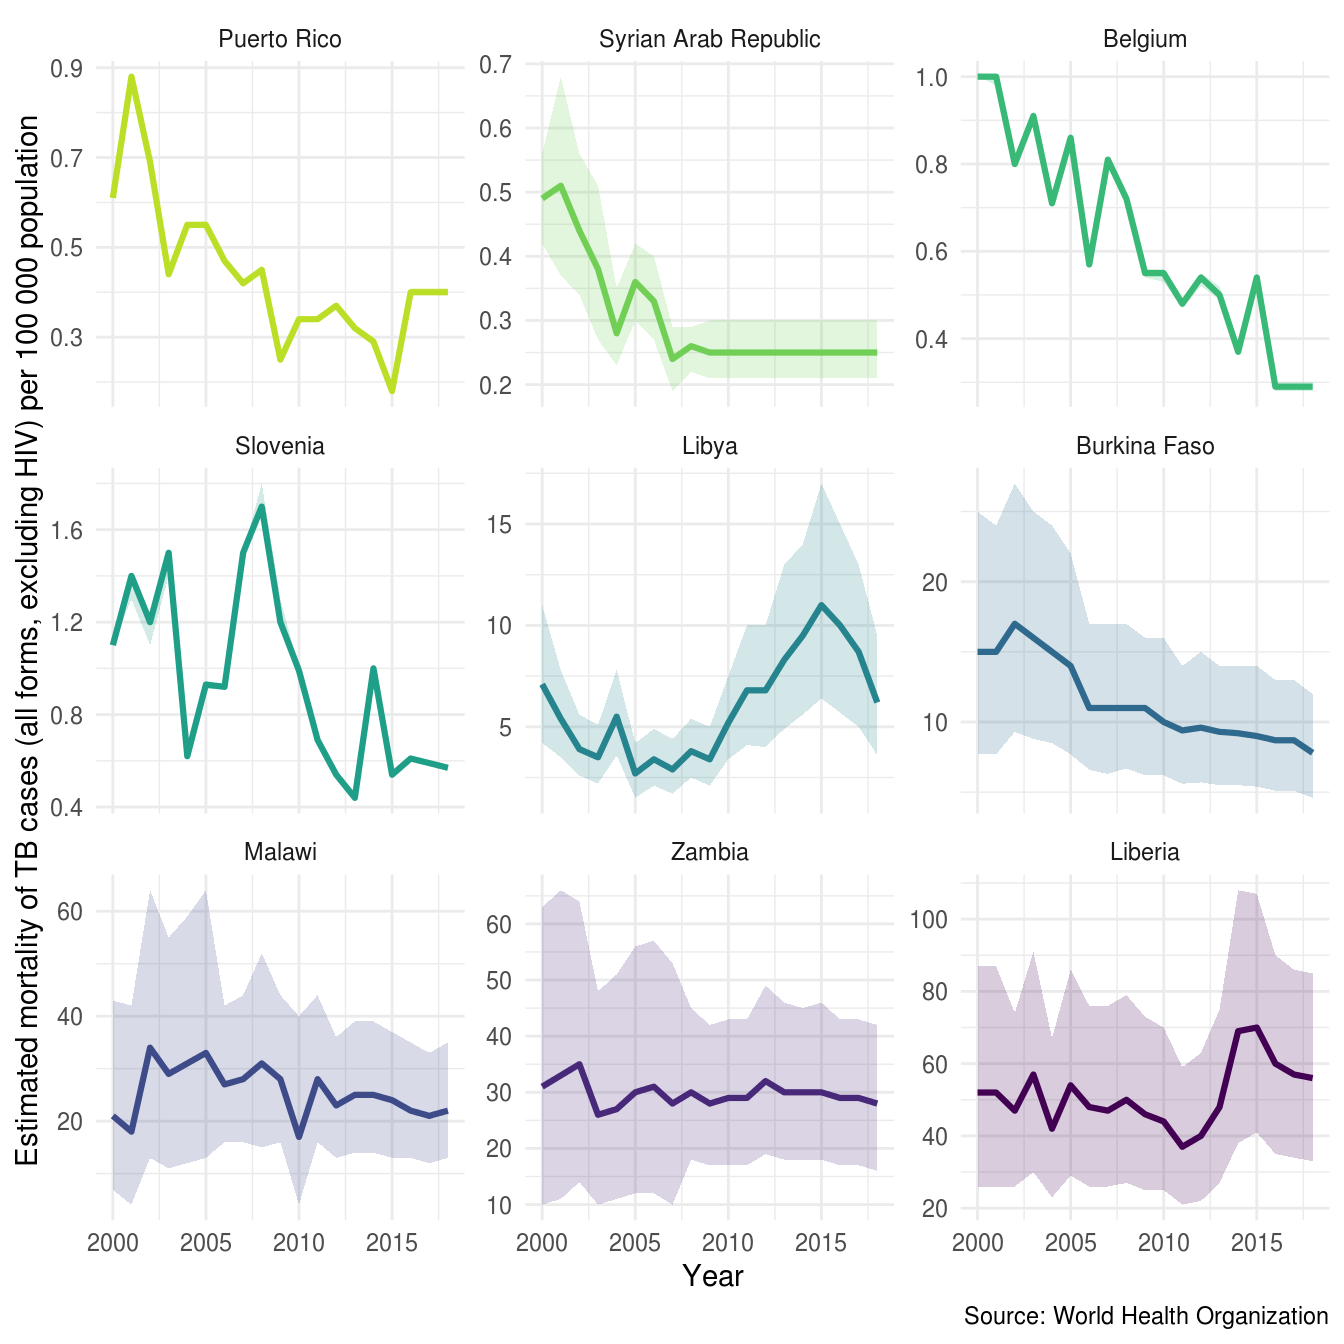 Estimated mortality of TB cases (all forms, excluding HIV) per 100 000 population
Puerto Rico
0.9
0.7
0.5
0.3
Syrian Arab Republic
0.7
0.6
0.5
0.4
0.3
0.2
Belgium
1.0
0.8
0.6
0.4
Slovenia
1.6
1.2
0.8
0.4
Libya
15
10
5
Burkina Faso
20
10
Malawi
60
40
20
2000 2005 2010 2015
Zambia
60
50
40
30
20
10
2000 2005 2010 2015
Liberia
100
80
60
40
20
2000 2005 2010 2015
Year
Source: World Health Organization